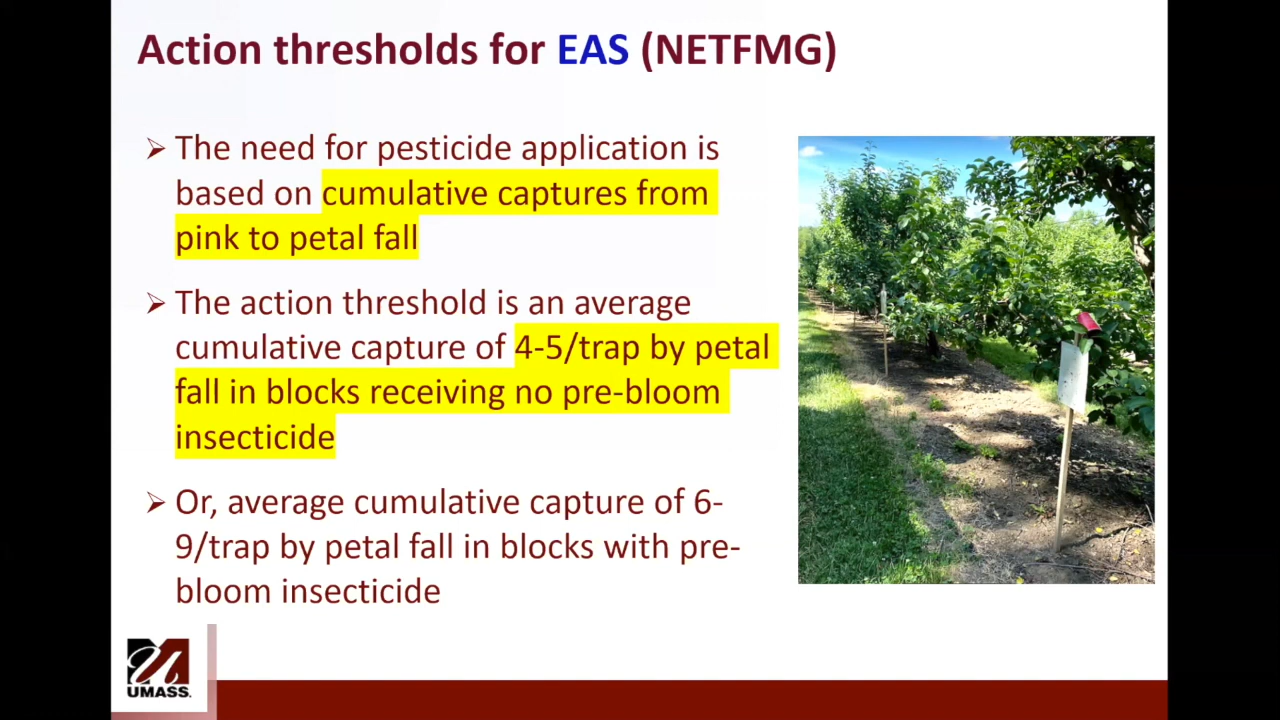 Action thresholds for EAS (NETFMG)
The need for pesticide application is
based on cumulative captures from
pink to petal fall
The action threshold is an average
cumulative capture of 4-5/trap by petal
fall in blocks receiving no pre-bloom
insecticide
Or, average cumulative capture of 6-
9/trap by petal fall in blocks with pre-
bloom insecticide
UMASS.